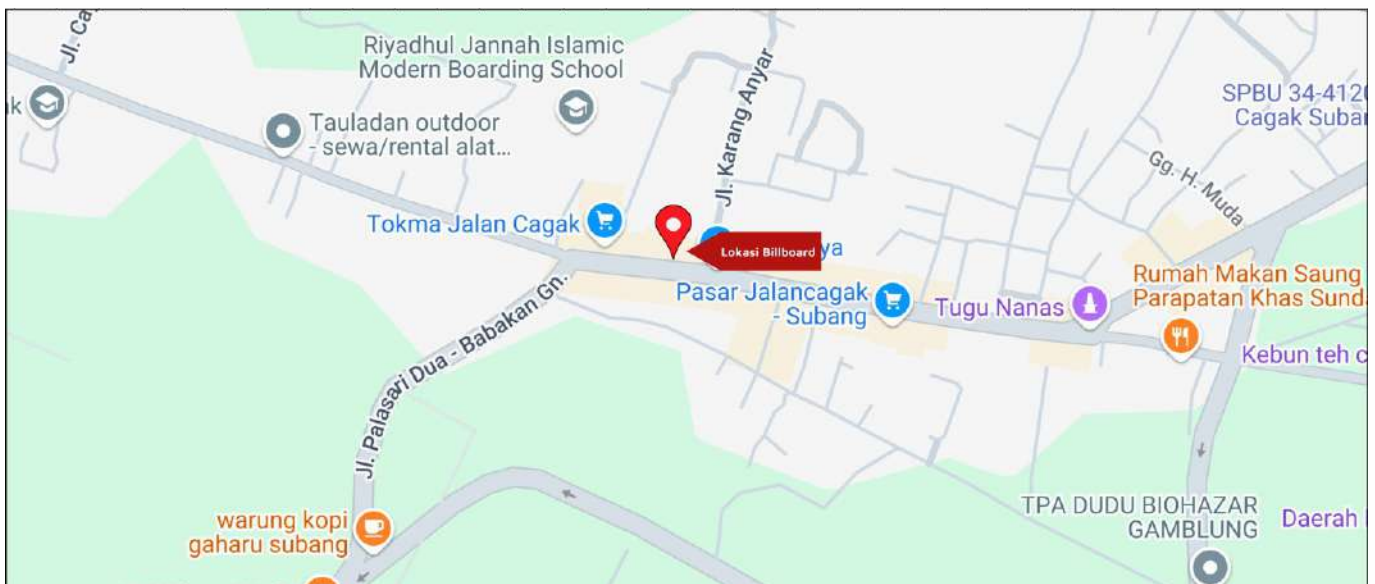 Jl. Ca
Riyadhul Jannah Islamic
Modern Boarding School
k
Tauladan outdoor
- sewa/rental alat...
Jl. Karang Anyar
SPBU 34-4120
Cagak Suba
Gg. H. Muda
Tokma Jalan Cagak
Lokasi Billboard
ya
Pasar Jalancagak
- Subang
Tugu Nanas
Rumah Makan Saung
Parapatan Khas Sund
Kebun teh c
Jl. Palasari Dua - Babakan Gn.
warung kopi
gaharu subang
TPA DUDU BIOHAZAR
GAMBLUNG
Daerah